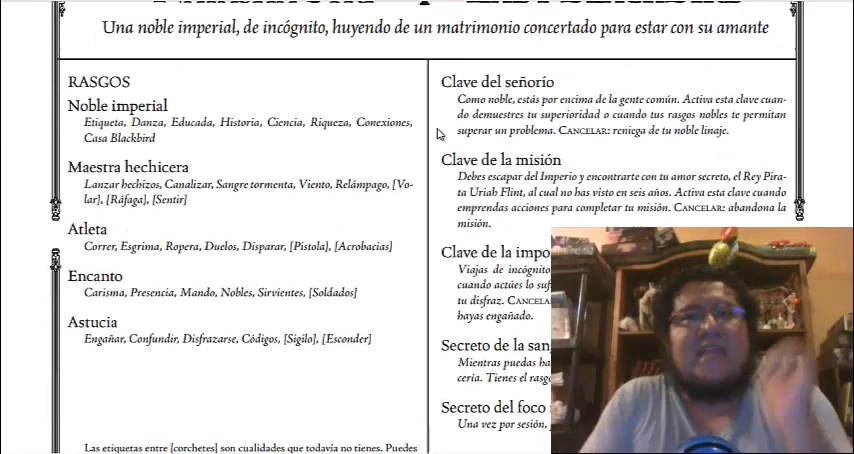 Una noble imperial, de incógnito, huyendo de un matrimonio concertado para estar con su amante
RASGOS
Noble imperial
Etiqueta, Danza, Educada, Historia, Ciencia, Riqueza, Conexiones,
Casa Blackbird
Maestra hechicera
Lanzar hechizos, Canalizar, Sangre tormenta, Viento, Relámpago, [Vo-
lar], [Ráfaga], [Sentir]
Atleta
Correr, Esgrima, Ropera, Duelos, Disparar, [Pistola], [Acrobacias]
Encanto
Carisma, Presencia, Mando, Nobles, Sirvientes, [Soldados]
Astucia
Engañar, Confundir, Disfrazarse, Códigos, [Sigilo], [Esconder]
Las etiquetas entre [corchetes] son cualidades que todavía no tienes. Puedes
Clave del señorío
Como noble, estás por encima de la gente común. Activa esta clave cuan-
do demuestres tu superioridad o cuando tus rasgos nobles te permitan
superar un problema. CANCELAR: reniega de tu noble linaje.
Clave de la misión
Debes escapar del Imperio y encontrarte con tu amor secreto, el Rey Pira-
ta Uriah Flint, al cual no has visto en seis años. Activa esta clave cuando
emprendas acciones para completar tu misión. CANCELAR: abandona la
misión.
Clave de la impo
Viajas de incógnito
cuando actúes lo suf
tu disfraz. CANCELA
hayas engañado.
Secreto de la san
Mientras puedas ha
cería. Tienes el rasg
Secreto del foco
Una vez por sesión,